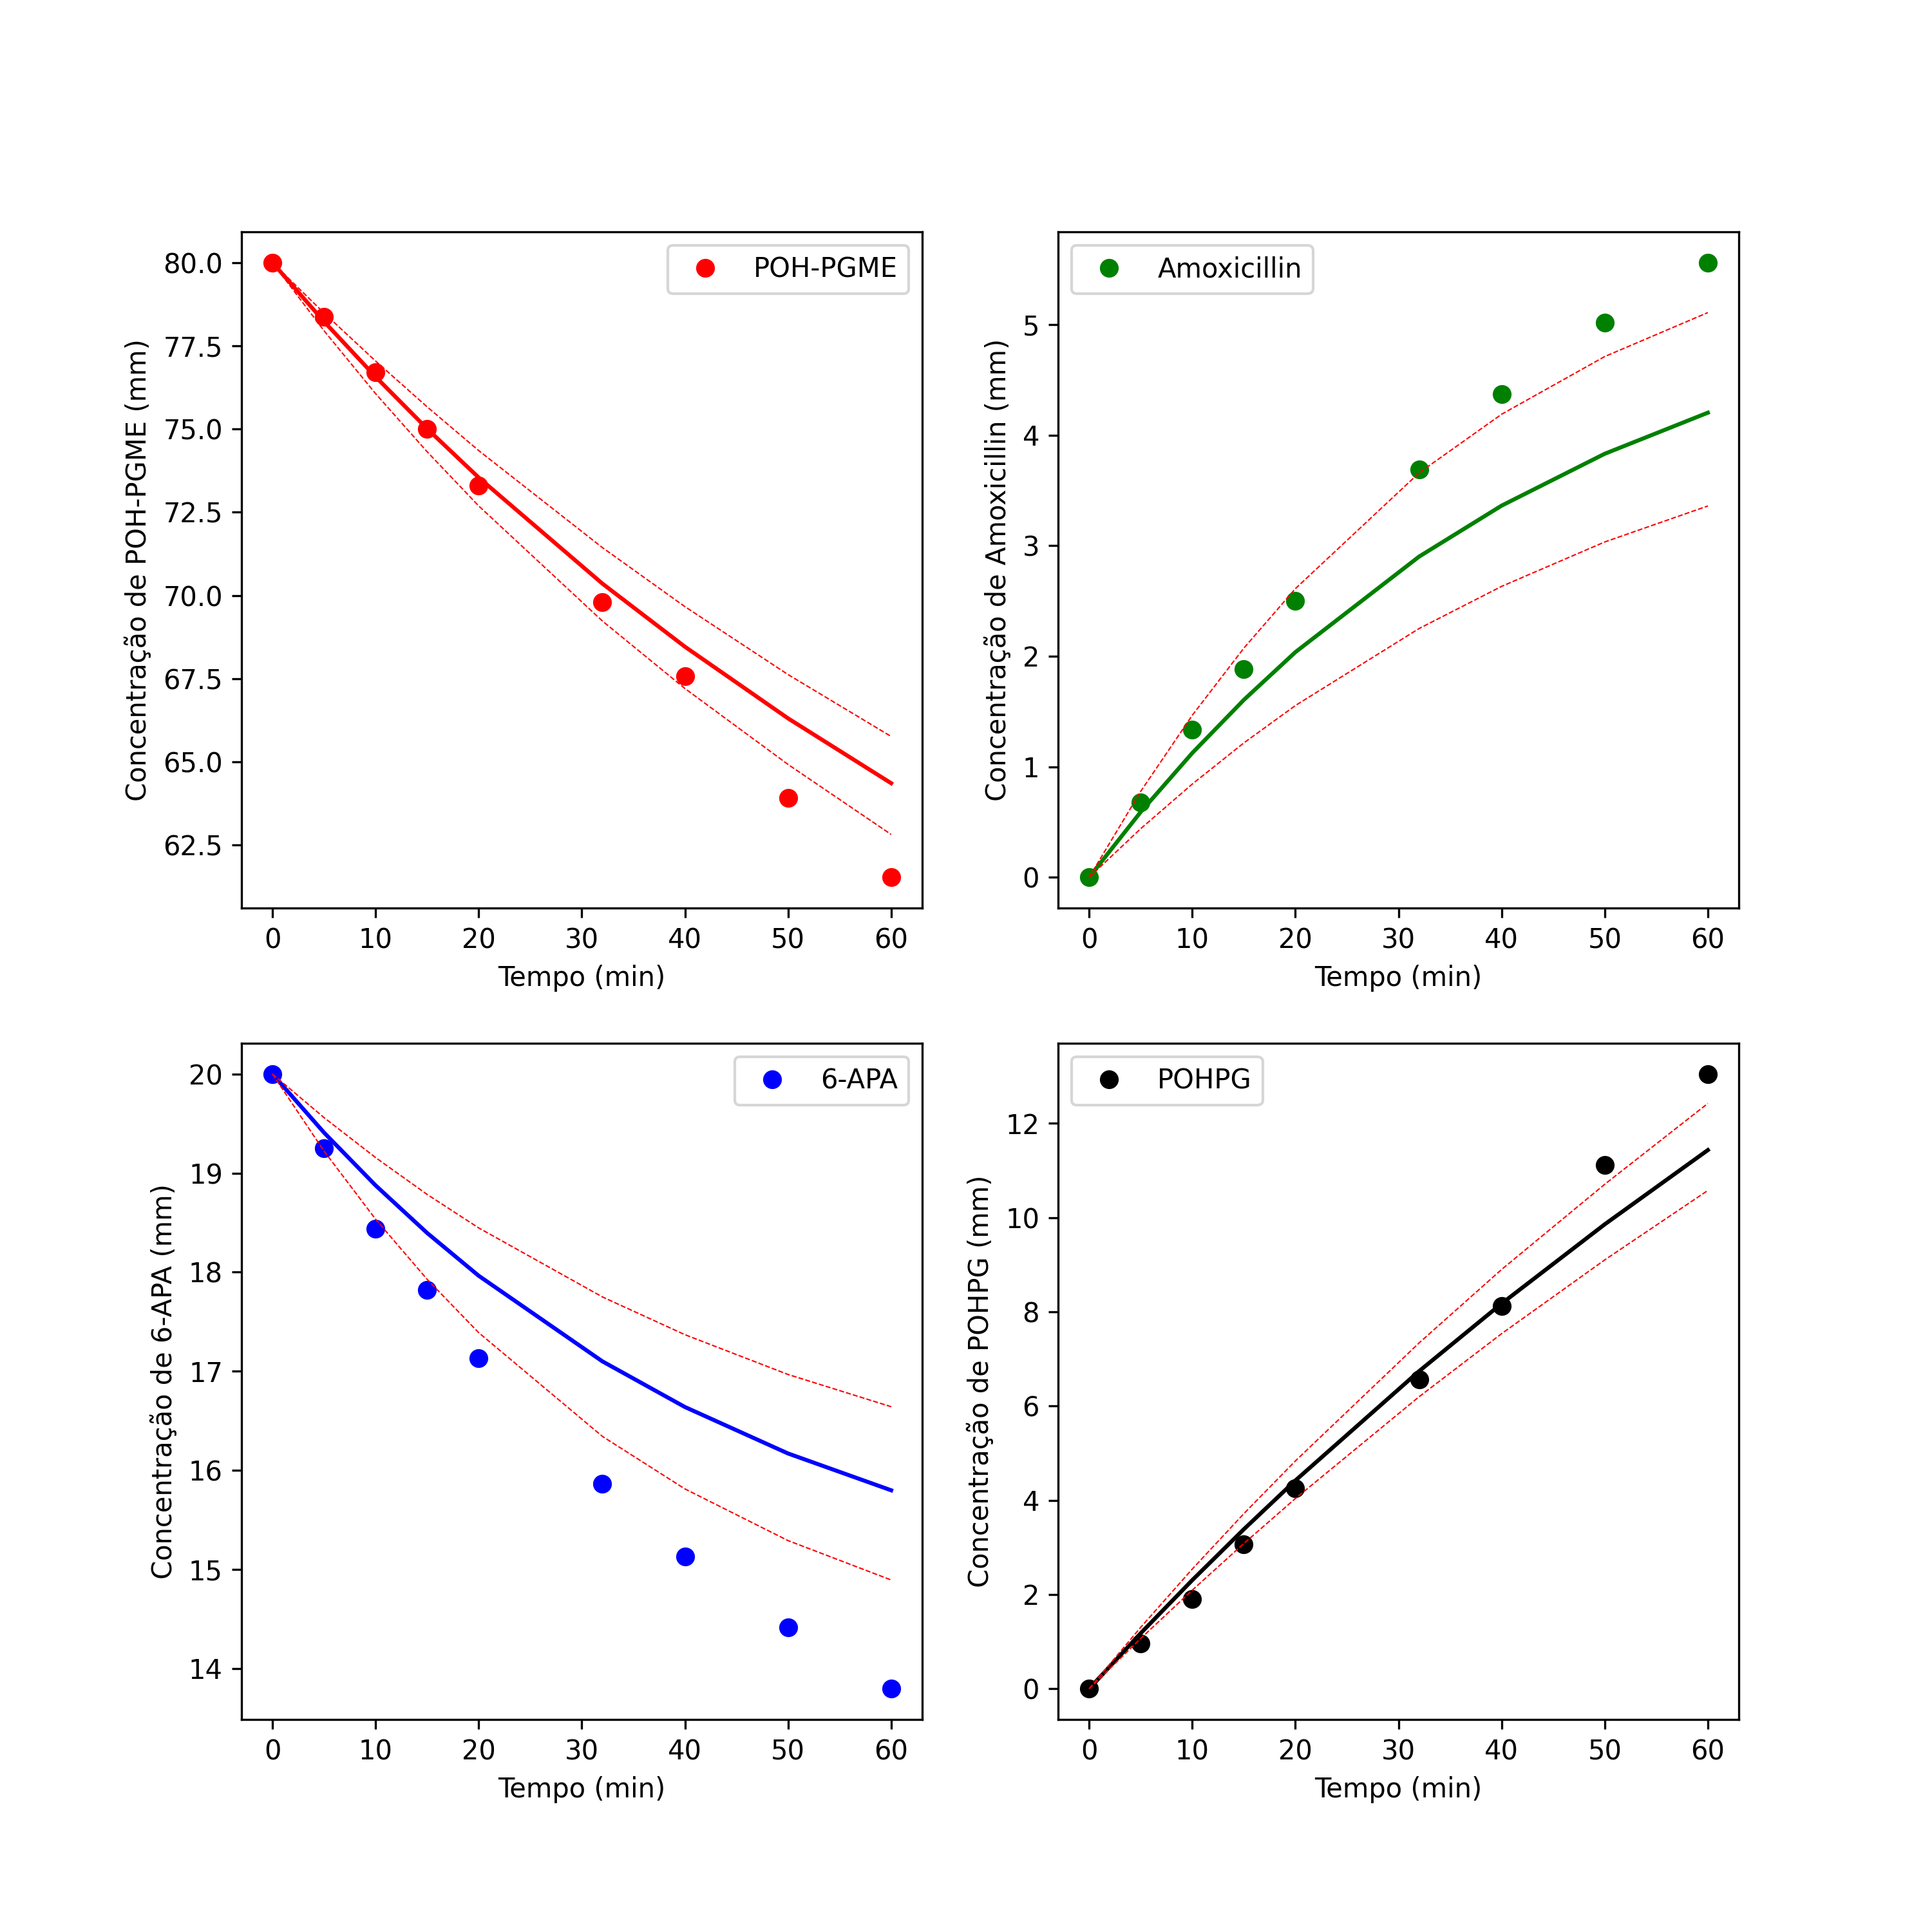 POH-PGME
80.0
77.5
75.0
72.5
70.0
67.5
65.0
62.5
Concentração de POH-PGME (mm)
0 10 20 30 40 50 60
Tempo (min)
Amoxicillin
5
4
3
2
1
0
Concentração de Amoxicillin (mm)
0 10 20 30 40 50 60
Tempo (min)
6-APA
20
19
18
17
16
15
14
Concentração de 6-APA (mm)
0 10 20 30 40 50 60
Tempo (min)
POHPG
12
10
8
6
4
2
0
Concentração de POHPG (mm)
0 10 20 30 40 50 60
Tempo (min)